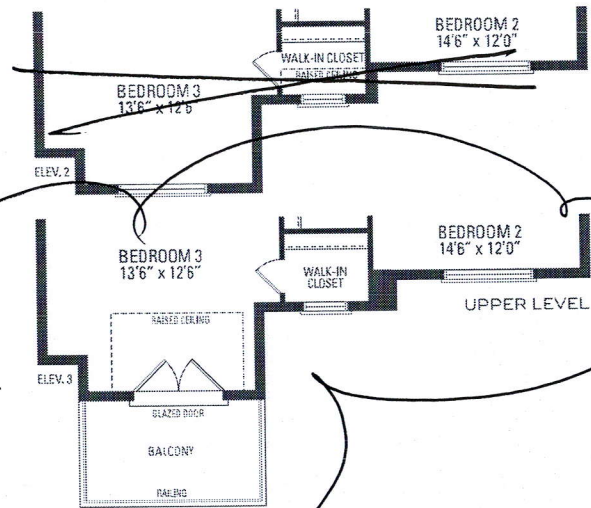 BEDROOM 2
14'6" x 12'0"
WALK-IN CLOSET
RAISED CEILING
BEDROOM 3
13'6" x 12'6"
ELEV. 2
BEDROOM 3
13'6" x 12'6"
WALK-IN
CLOSET
BEDROOM 2
14'6" x 12'0"
UPPER LEVEL
RAISED CEILING
ELEV. 3
GLAZED DOOR
BALCONY
RAILING